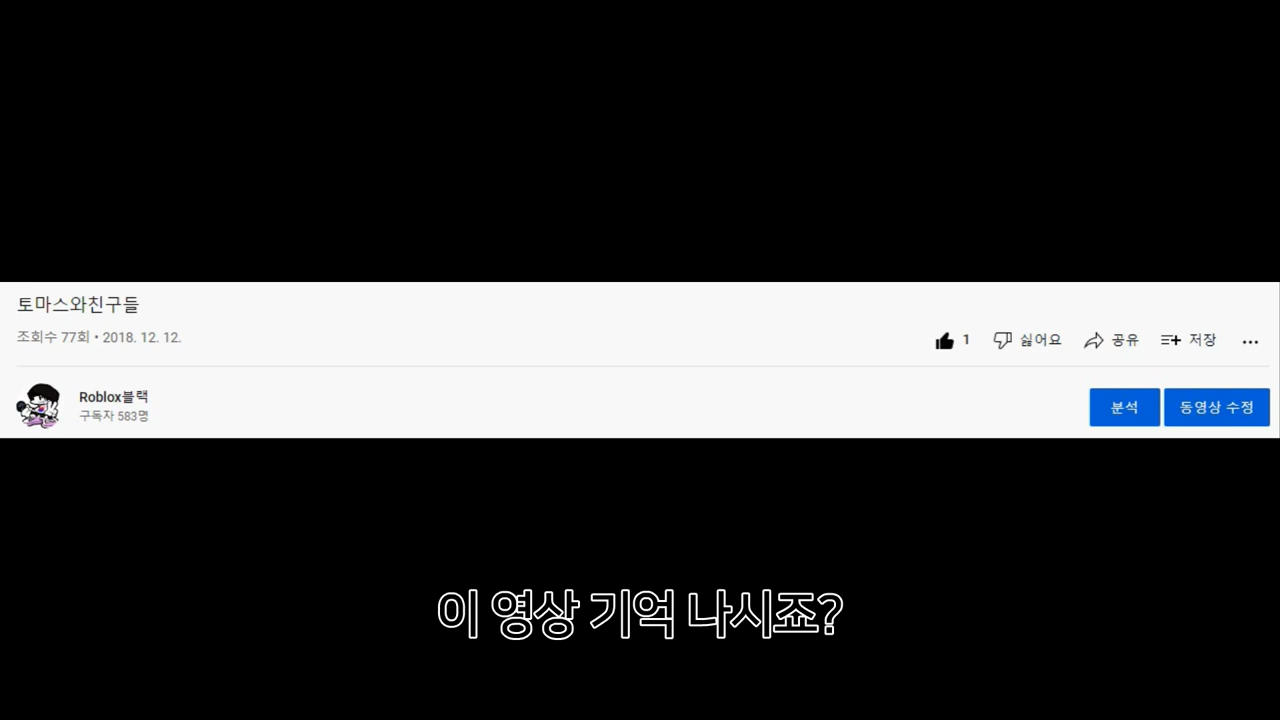 토마스와친구들
조회수 77회 • 2018. 12. 12.
1 싫어요 공유 저장
Roblox블랙
구독자 583명
분석 동영상 수정
이 영상 기억 나시죠?